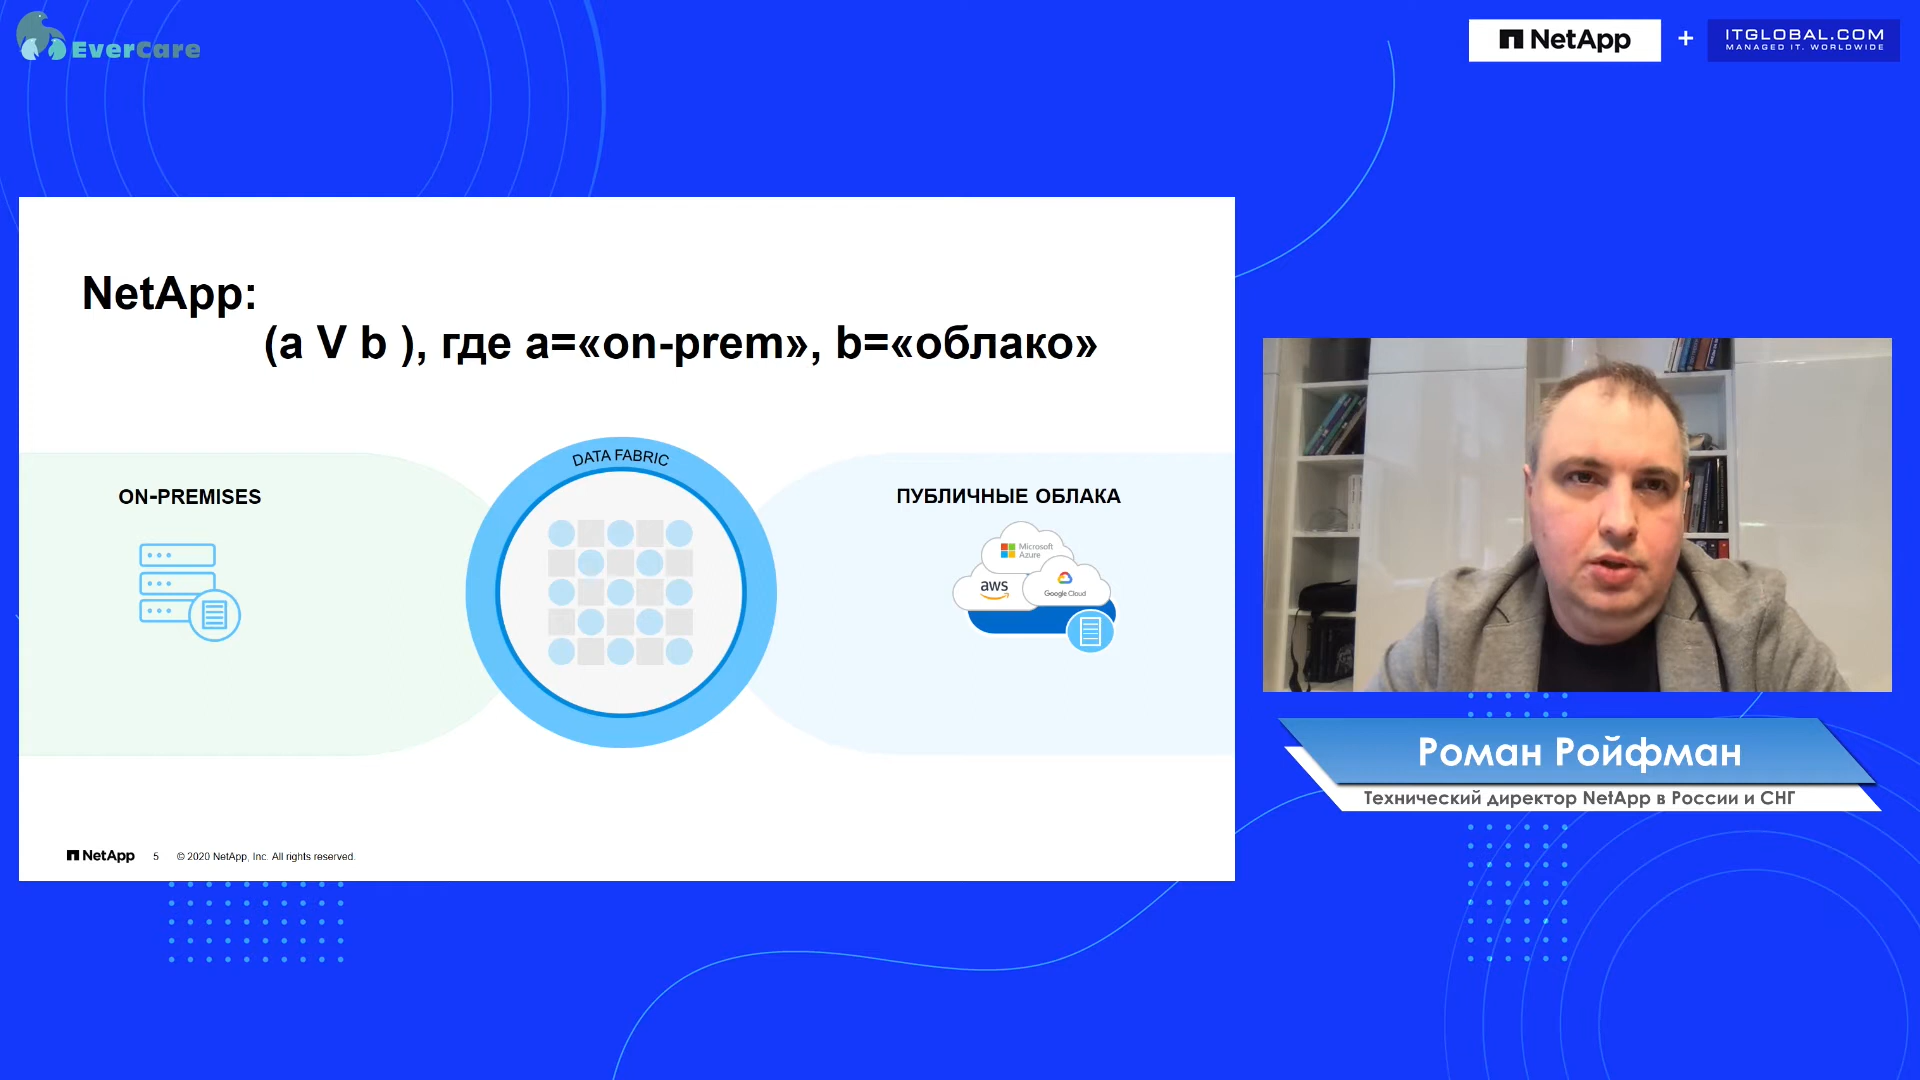 EverCare
NetApp + ITGLOBAL.COM
MANAGED IT. WORLDWIDE
NetApp:
(a V b ), где a=«on-prem», b=«облако»
DATA FABRIC
ON-PREMISES
ПУБЛИЧНЫЕ ОБЛАКА
Microsoft
Azure
aws
Google Cloud
NetApp 5 © 2020 NetApp, Inc. All rights reserved.
Роман Ройфман
Технический директор NetApp в России и СНГ